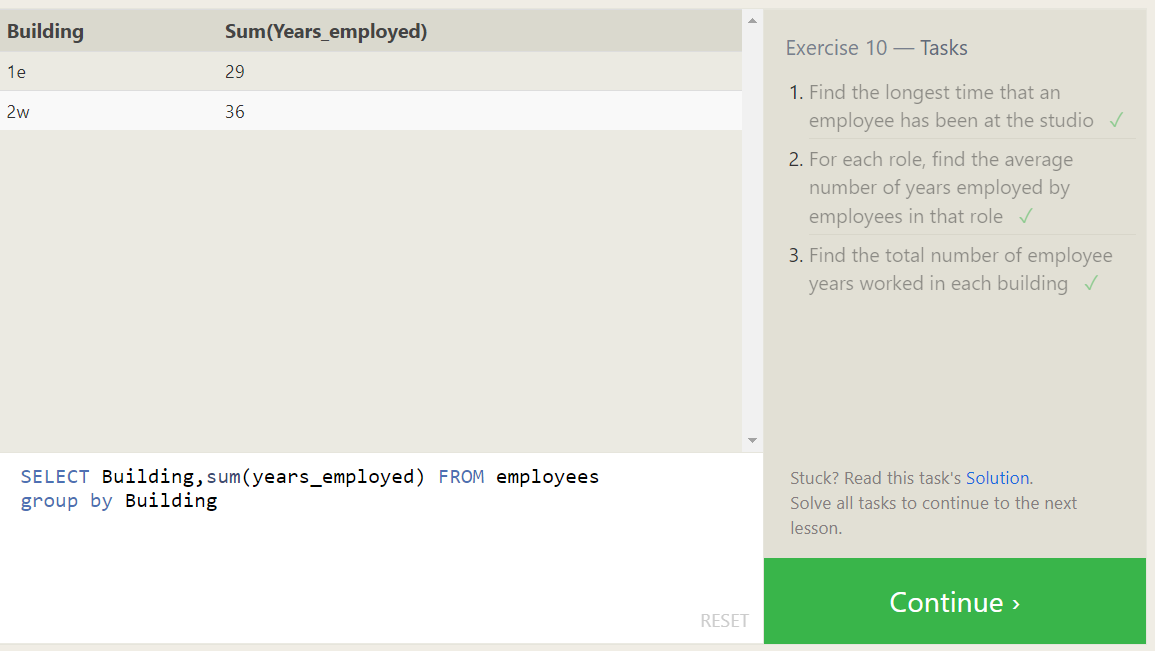 Building Sum(Years_employed)
1e 29
2w 36
SELECT Building,sum(years_employed) FROM employees
group by Building
RESET
Exercise 10 — Tasks
1. Find the longest time that an
employee has been at the studio ✓
2. For each role, find the average
number of years employed by
employees in that role ✓
3. Find the total number of employee
years worked in each building ✓
Stuck? Read this task's Solution.
Solve all tasks to continue to the next
lesson.
Continue ›